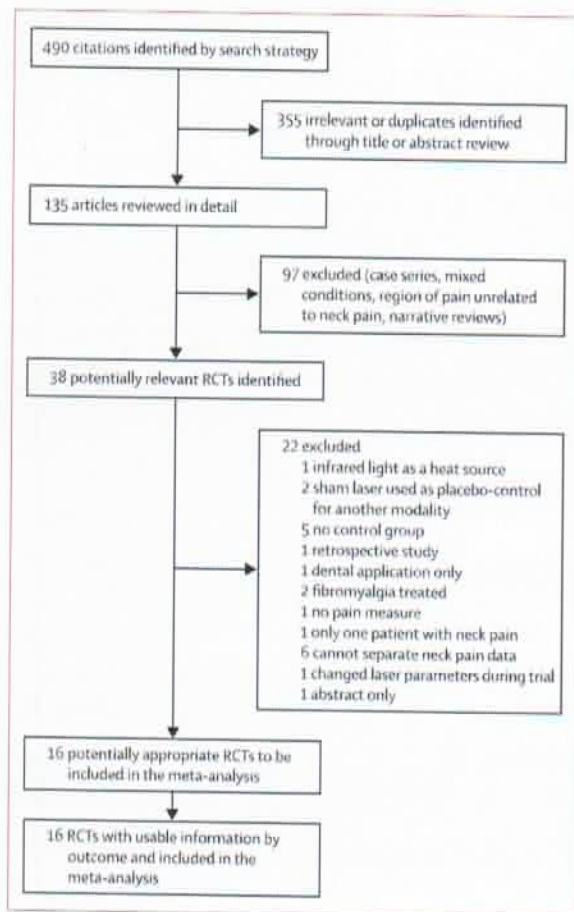 490 citations identified by search strategy
355 irrelevant or duplicates identified
through title or abstract review
135 articles reviewed in detail
97 excluded (case series, mixed
conditions, region of pain unrelated
to neck pain, narrative reviews)
38 potentially relevant RCTs identified
22 excluded
1 infrared light as a heat source
2 sham laser used as placebo-control
for another modality
5 no control group
1 retrospective study
1 dental application only
2 fibromyalgia treated
1 no pain measure
1 only one patient with neck pain
6 cannot separate neck pain data
1 changed laser parameters during trial
1 abstract only
16 potentially appropriate RCTs to be
included in the meta-analysis
16 RCTs with usable information by
outcome and included in the
meta-analysis